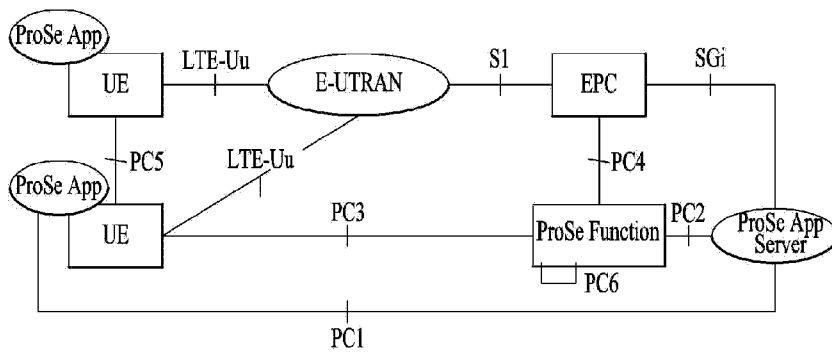 ProSe App
UE
LTE-Uu
E-UTRAN
S1
EPC
SGi
PC5
LTE-Uu
PC4
ProSe App
UE
PC3
ProSe Function
PC2
ProSe App
Server
PC6
PC1